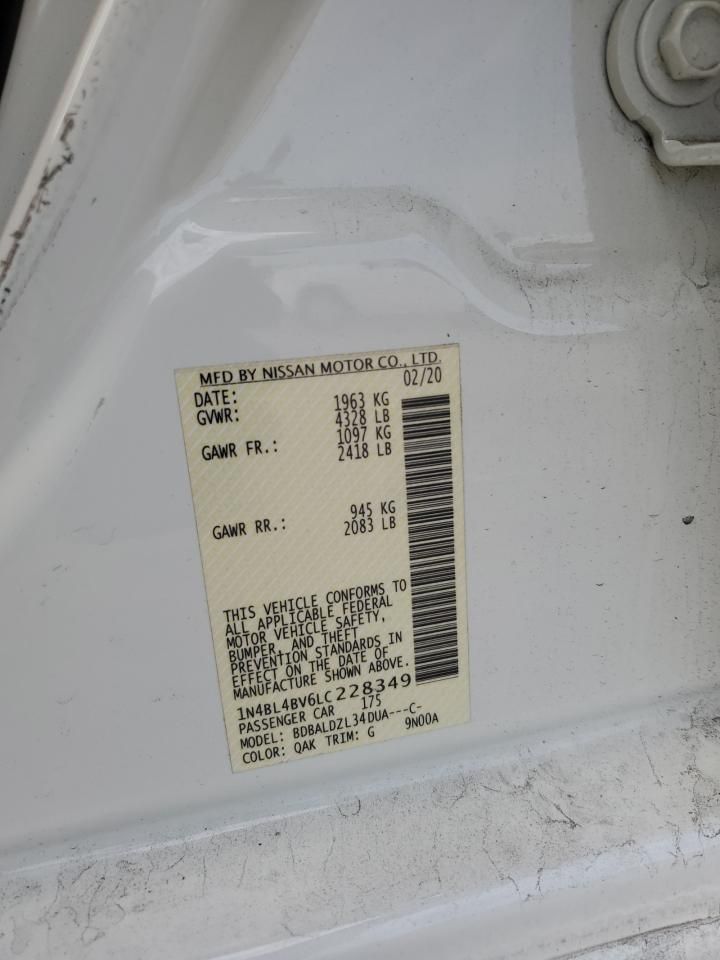 MFD BY NISSAN MOTOR CO., LTD.
DATE: 02/20
GVWR: 1963 KG
4328 LB
GAWR FR.: 1097 KG
2418 LB
GAWR RR.: 945 KG
2083 LB
THIS VEHICLE CONFORMS TO
ALL APPLICABLE FEDERAL
MOTOR VEHICLE SAFETY,
BUMPER, AND THEFT
PREVENTION STANDARDS IN
EFFECT ON THE DATE OF
MANUFACTURE SHOWN ABOVE.
1N4BL4BV6LC228349
PASSENGER CAR 175
MODEL: BDBALDZL34DUA---C-
COLOR: QAK TRIM: G 9N00A